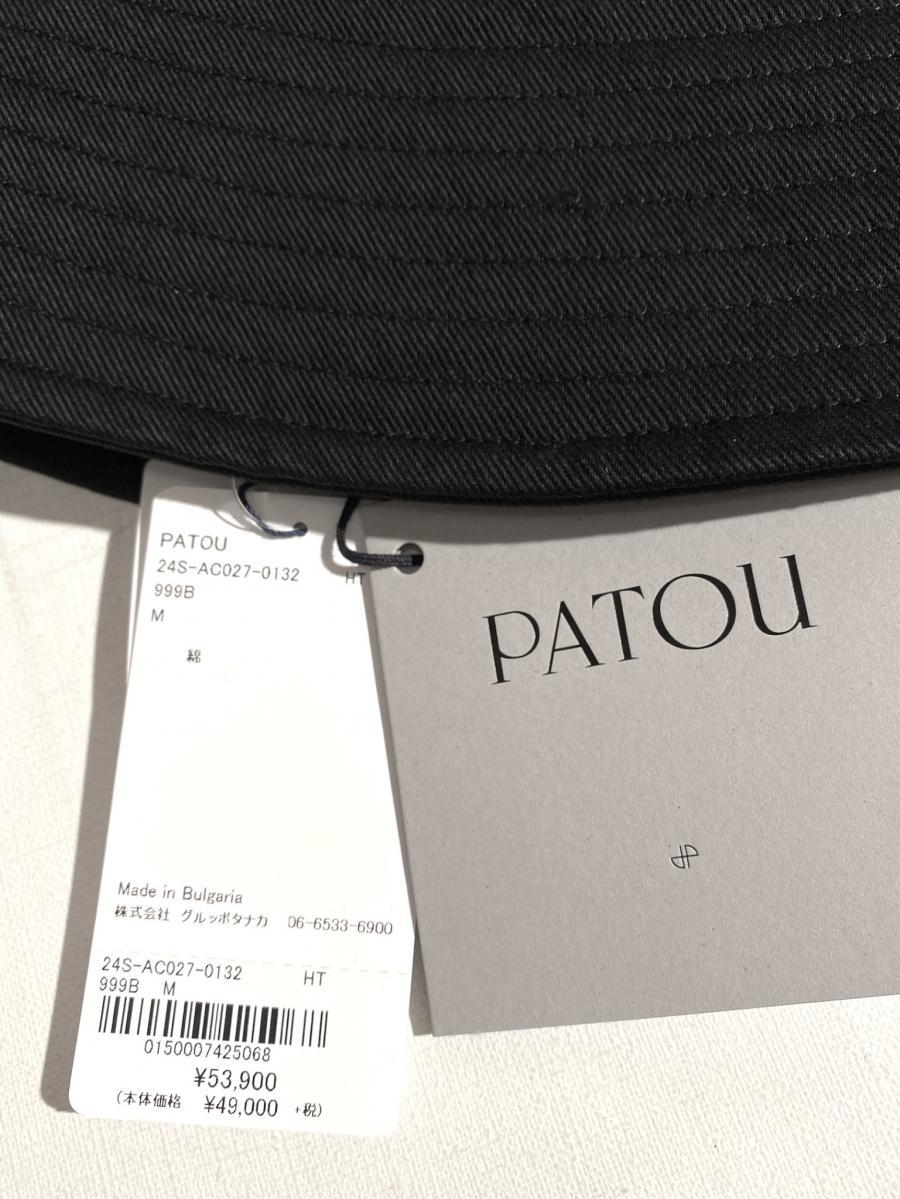 PATOU
24S-AC027-0132 HT
999B
M
綿
Made in Bulgaria
株式会社 グルッポタナカ 06-6533-6900
24S-AC027-0132 HT
999B M
0150007425068
¥53,900
(本体価格 ¥49,000 +税)
PATOU
JP